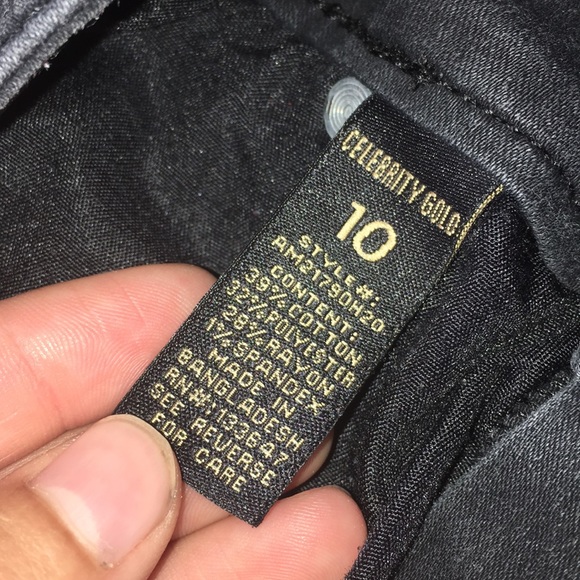 CELEBRITY GOLD
10
STYLE#:
AM21790H20
CONTENT:
39% COTTON
32% POLYESTER
28% RAYON
1% SPANDEX
MADE IN
BANGLADESH
RN#: 133647
SEE REVERSE
FOR CARE